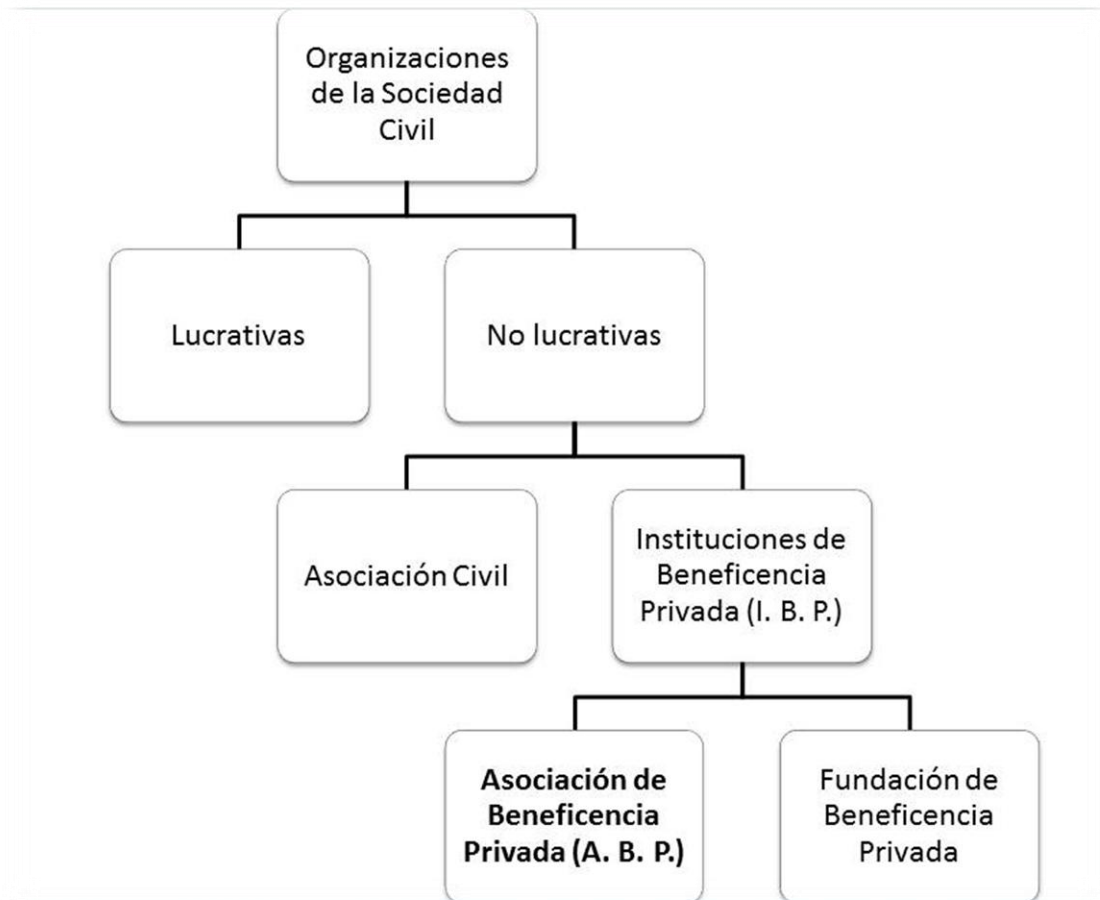 Organizaciones
de la Sociedad
Civil
Lucrativas
No lucrativas
Asociación Civil
Instituciones de
Beneficencia
Privada (I. B. P.)
Asociación de
Beneficencia
Privada (A. B. P.)
Fundación de
Beneficencia
Privada